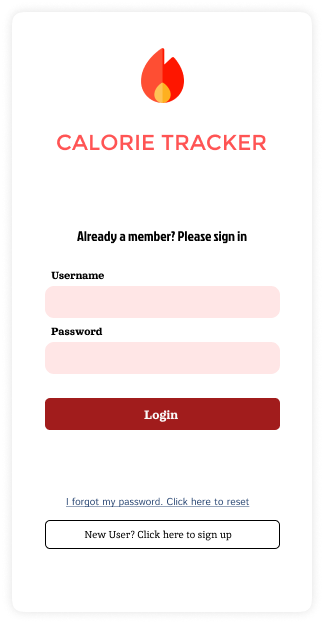 CALORIE TRACKER
Already a member? Please sign in
Username
Password
Login
I forgot my password. Click here to reset
New User? Click here to sign up